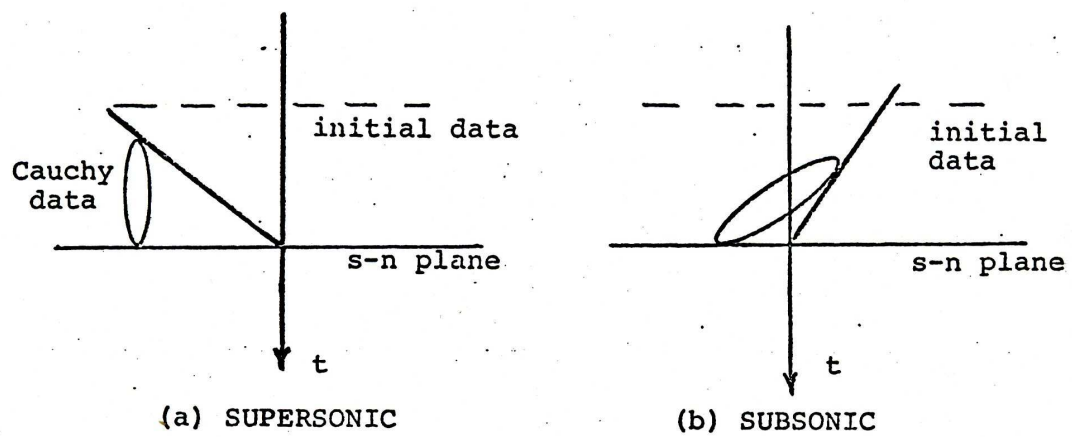 initial data
Cauchy
data
s-n plane
t
(a) SUPERSONIC
initial
data
s-n plane
t
(b) SUBSONIC